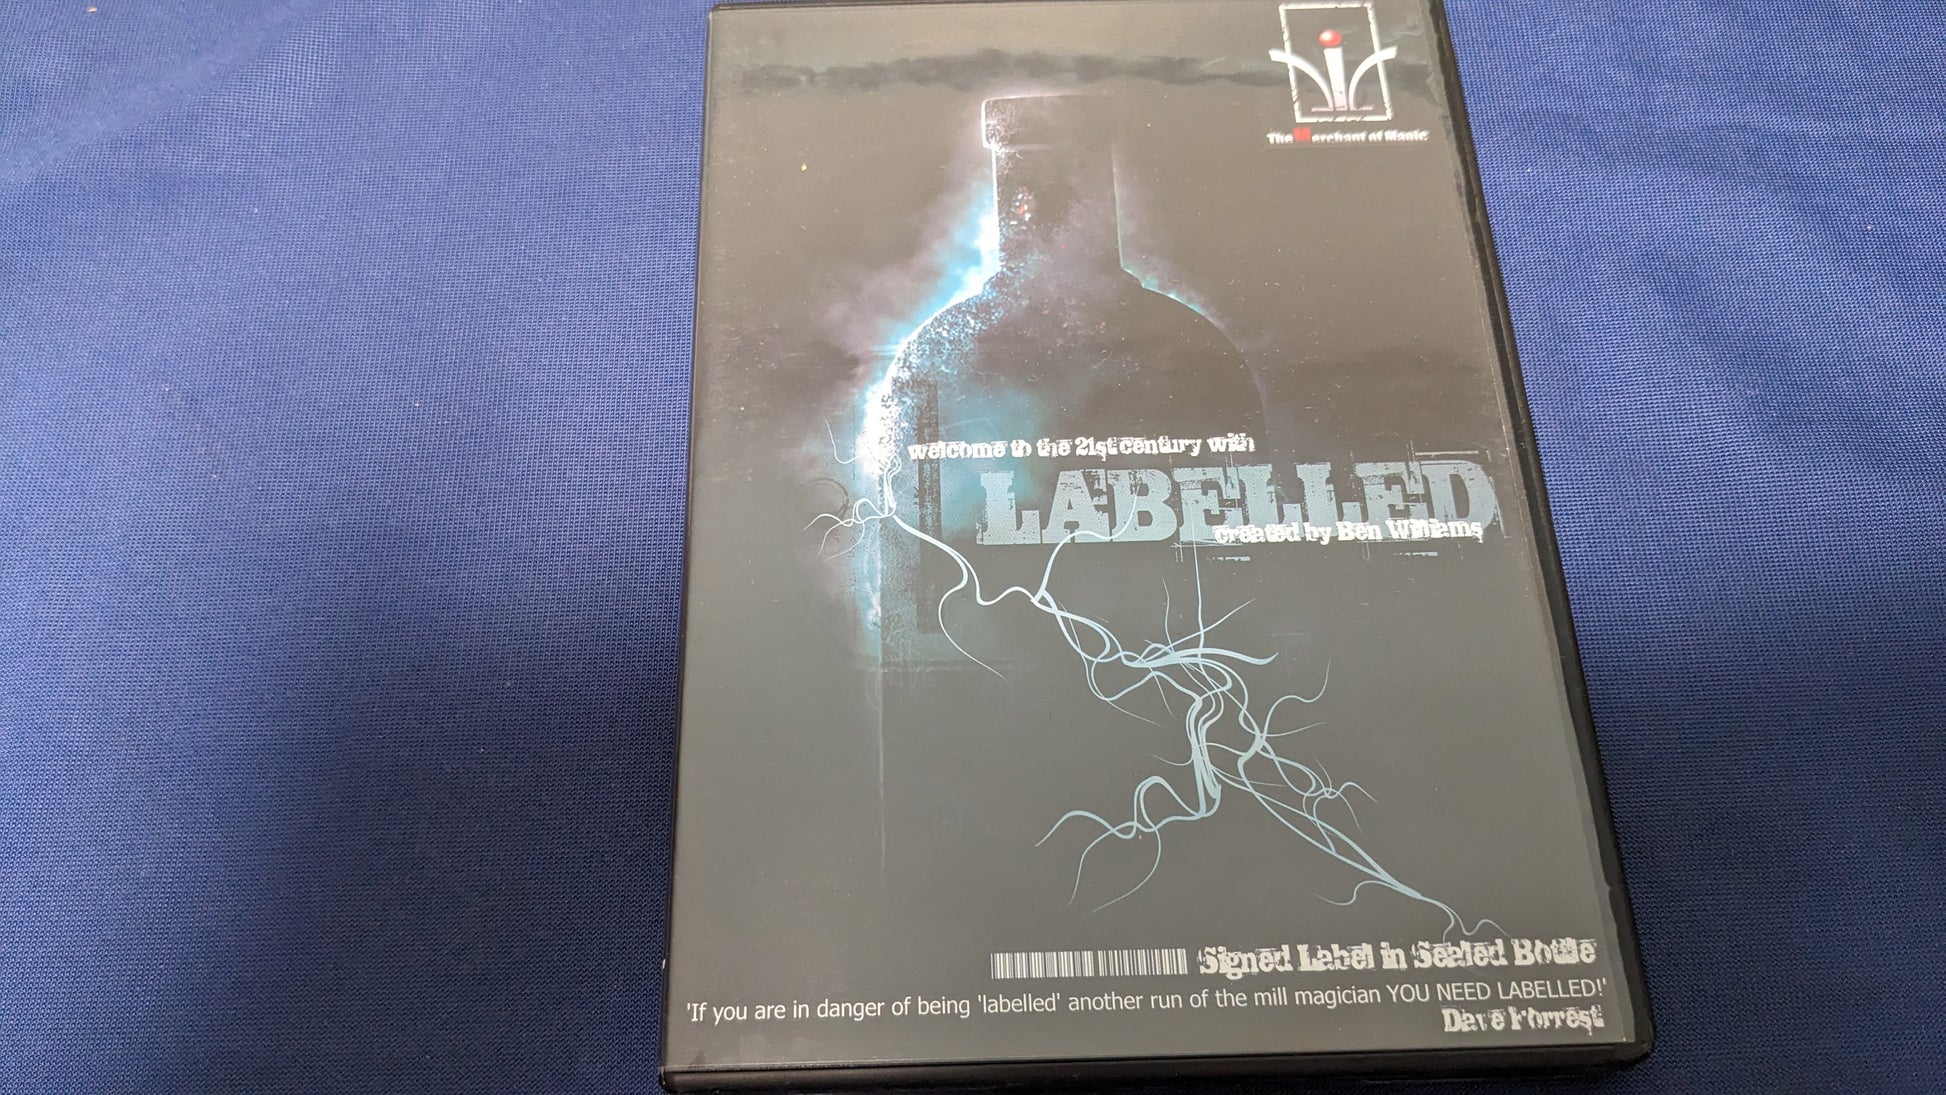 The Merchant of Magic
welcome to the 21st century with
LABELLED
created by Ben Williams
Signed Label in Sealed Bottle
'If you are in danger of being 'labelled' another run of the mill magician YOU NEED LABELLED!'
Dave Forrest